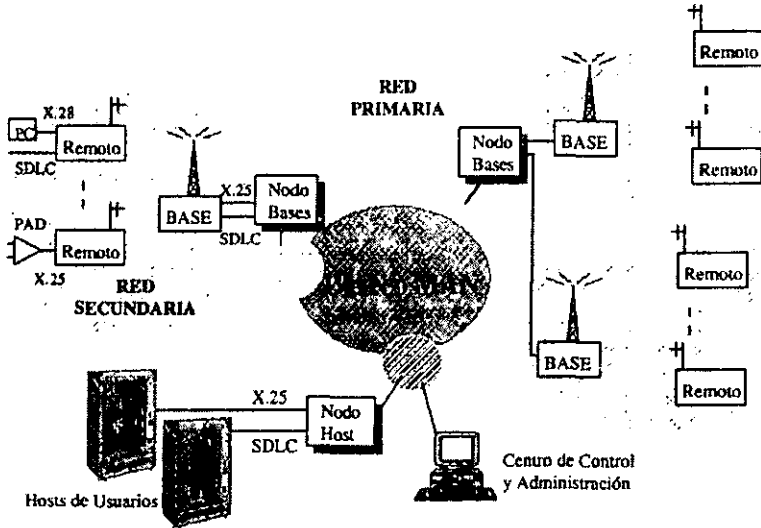 Remoto
RED
PRIMARIA
X.28
PC
Remoto
SDLC
Nodo
Bases
BASE
Remoto
X.25
Nodo
Bases
BASE
SDLC
PAD
Remoto
X.25
RED
SECUNDARIA
Remoto
BASE
Remoto
X.25
Nodo
Host
SDLC
Hosts de Usuarios
Centro de Control
y Administración